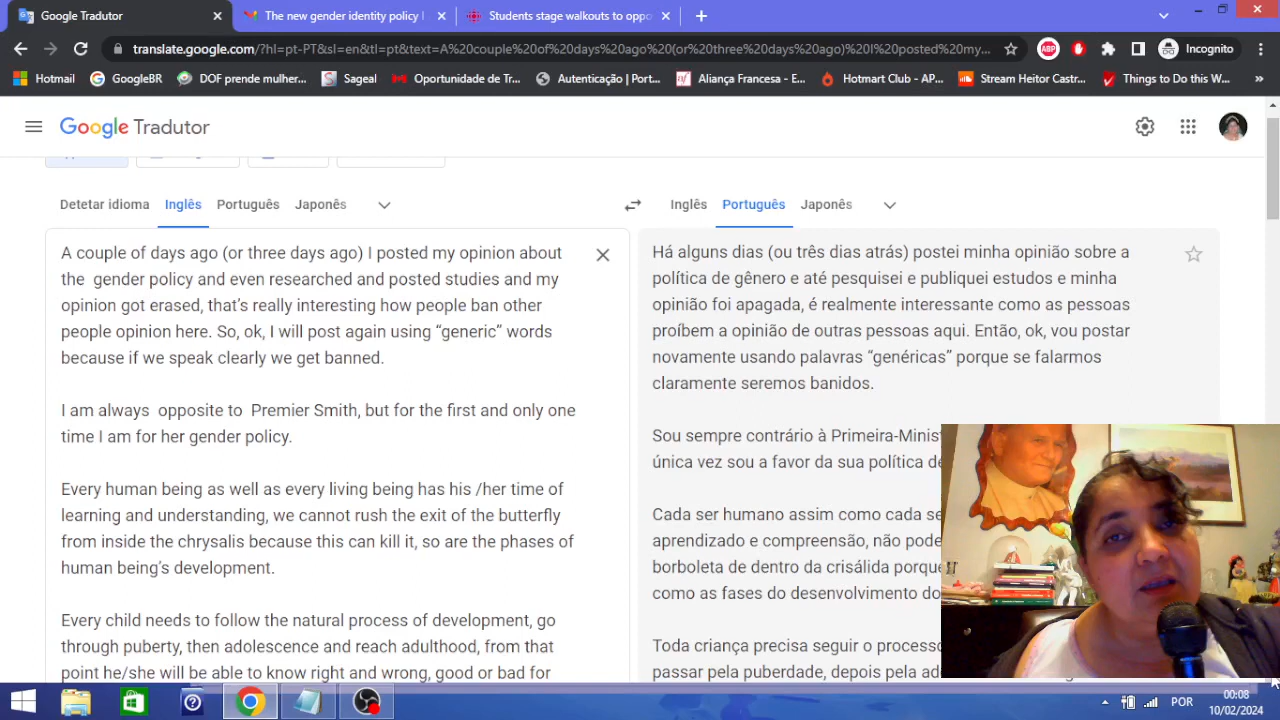 Google Tradutor
The new gender identity policy
Students stage walkouts to oppo
translate.google.com/?hl=pt-PT&sl=en&tl=pt&text=A%20couple%20of%20days%20ago%20(or%20three%20days%20ago)%20I%20posted%20my...
ABP
Incognito
Hotmail
GoogleBR
DOF prende mulher...
Sageal
Oportunidade de Tr...
Autenticação | Port...
Aliança Francesa - E...
Hotmart Club - AP...
Stream Heitor Castr...
Things to Do this W...
Google Tradutor
Detetar idioma Inglês Português Japonês
Inglês Português Japonês
A couple of days ago (or three days ago) I posted my opinion about
the  gender policy and even researched and posted studies and my
opinion got erased, that’s really interesting how people ban other
people opinion here. So, ok, I will post again using “generic” words
because if we speak clearly we get banned.
I am always  opposite to  Premier Smith, but for the first and only one
time I am for her gender policy.
Every human being as well as every living being has his /her time of
learning and understanding, we cannot rush the exit of the butterfly
from inside the chrysalis because this can kill it, so are the phases of
human being’s development.
Every child needs to follow the natural process of development, go
through puberty, then adolescence and reach adulthood, from that
point he/she will be able to know right and wrong, good or bad for
Há alguns dias (ou três dias atrás) postei minha opinião sobre a
política de gênero e até pesquisei e publiquei estudos e minha
opinião foi apagada, é realmente interessante como as pessoas
proíbem a opinião de outras pessoas aqui. Então, ok, vou postar
novamente usando palavras “genéricas” porque se falarmos
claramente seremos banidos.
Sou sempre contrário à Primeira-Minist
única vez sou a favor da sua política de
Cada ser humano assim como cada se
aprendizado e compreensão, não pode
borboleta de dentro da crisálida porque
como as fases do desenvolvimento do
Toda criança precisa seguir o processo
passar pela puberdade, depois pela ad
POR
00:08
10/02/2024